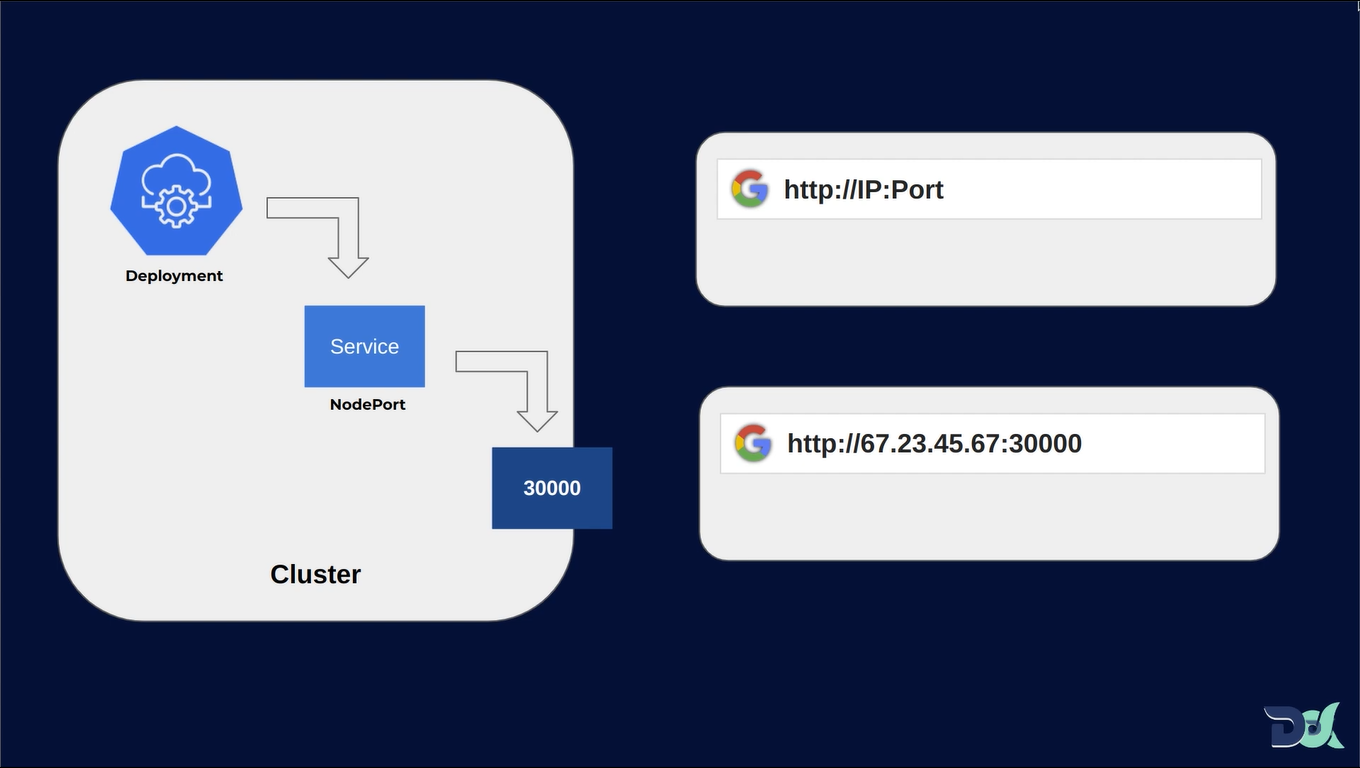 Deployment
Service
NodePort
30000
Cluster
http://IP:Port
http://67.23.45.67:30000